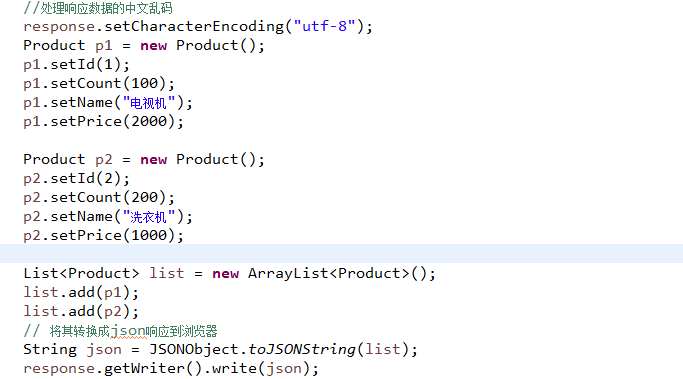 //处理响应数据的中文乱码
response.setCharacterEncoding("utf-8");
Product p1 = new Product();
p1.setId(1);
p1.setCount(100);
p1.setName("电视机");
p1.setPrice(2000);
Product p2 = new Product();
p2.setId(2);
p2.setCount(200);
p2.setName("洗衣机");
p2.setPrice(1000);
List<Product> list = new ArrayList<Product>();
list.add(p1);
list.add(p2);
// 将其转换成json响应到浏览器
String json = JSONObject.toJSONString(list);
response.getWriter().write(json);